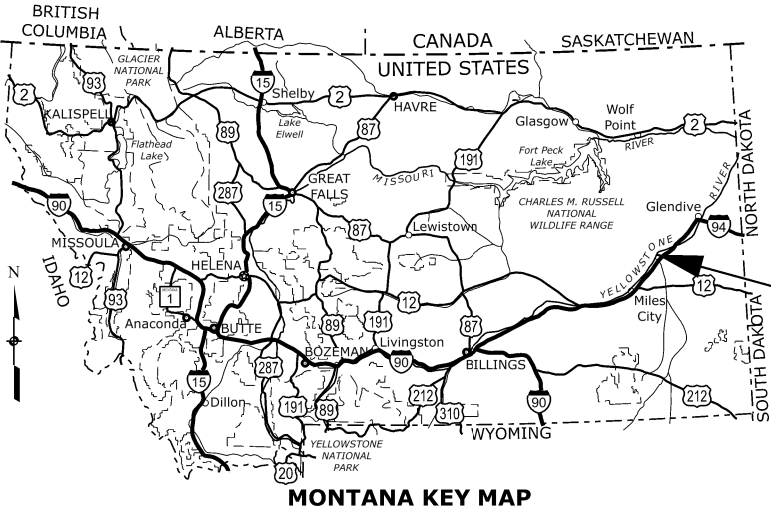 BRITISH
COLUMBIA
ALBERTA
CANADA
SASKATCHEWAN
UNITED STATES
GLACIER
NATIONAL
PARK
93
2
KALISPELL
15
Shelby
2
HAVRE
Lake
Elwell
89
87
Flathead
Lake
Glasgow
Wolf
Point
2
RIVER
191
Fort Peck
Lake
MISSOURI
NORTH DAKOTA
RIVER
287
GREAT
FALLS
15
90
CHARLES M. RUSSELL
NATIONAL
WILDLIFE RANGE
Glendive
94
87
Lewistown
MISSOULA
YELLOWSTONE
IDAHO
12
HELENA
N
93
1
12
12
Miles
City
Anaconda
BUTTE
89
191
Livingston
87
BOZEMAN
90
BILLINGS
SOUTH DAKOTA
287
15
Dillon
191
89
212
310
90
212
WYOMING
YELLOWSTONE
NATIONAL
PARK
20
MONTANA KEY MAP